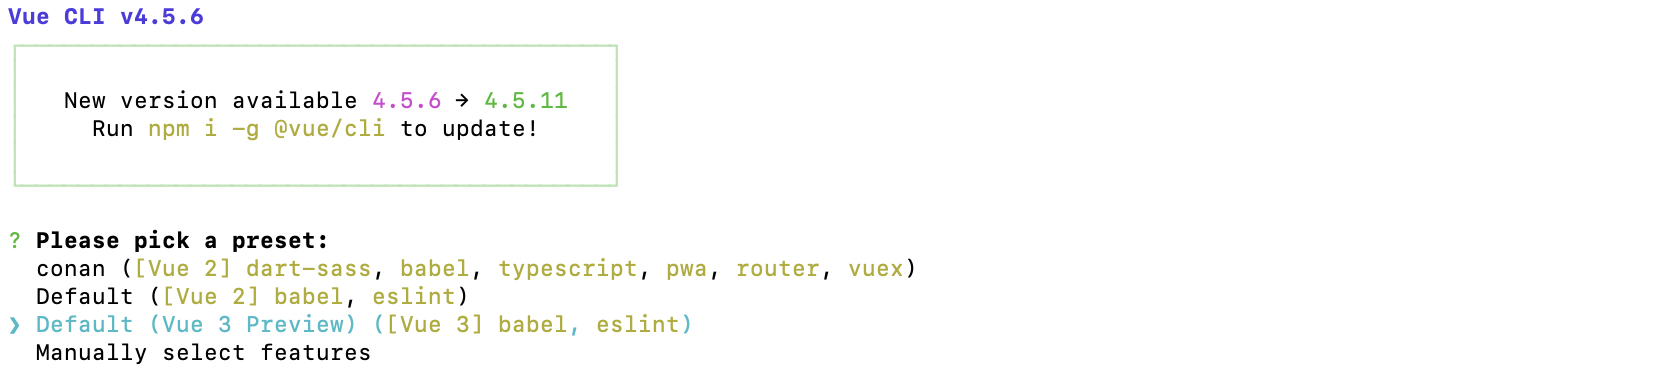 Vue CLI v4.5.6
New version available 4.5.6 → 4.5.11
Run npm i -g @vue/cli to update!
? Please pick a preset:
conan ([Vue 2] dart-sass, babel, typescript, pwa, router, vuex)
Default ([Vue 2] babel, eslint)
❯ Default (Vue 3 Preview) ([Vue 3] babel, eslint)
Manually select features